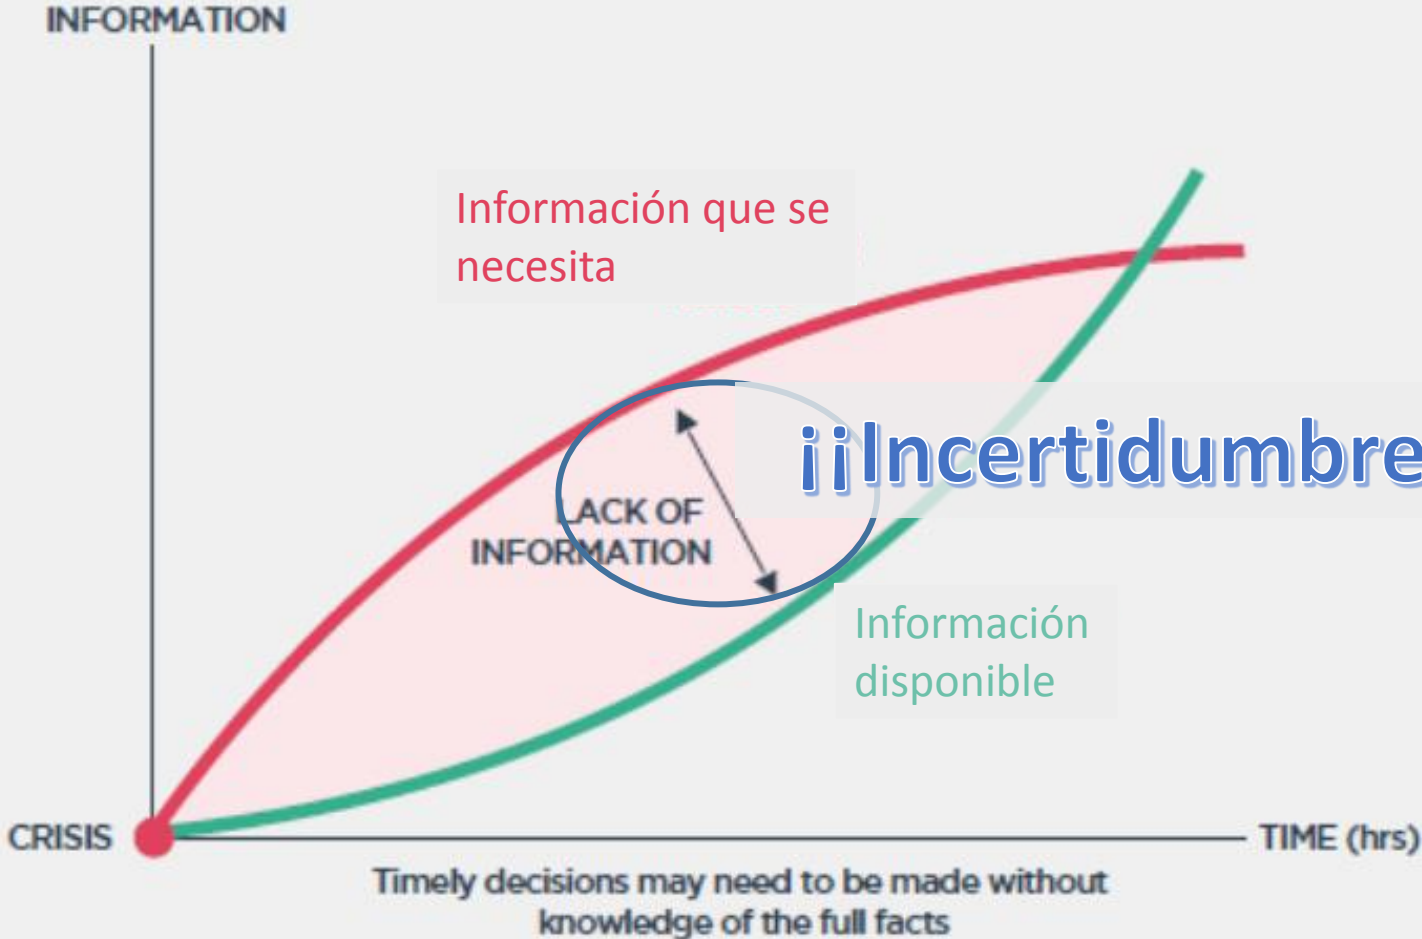 INFORMATION
Información que se
necesita
¡¡Incertidumbre
LACK OF
INFORMATION
Información
disponible
CRISIS
TIME (hrs)
Timely decisions may need to be made without
knowledge of the full facts